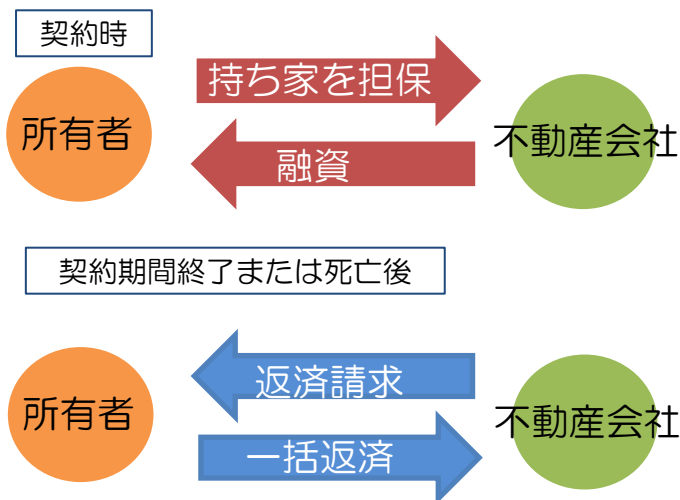 契約時
所有者
持ち家を担保
融資
不動産会社
契約期間終了または死亡後
所有者
返済請求
一括返済
不動産会社